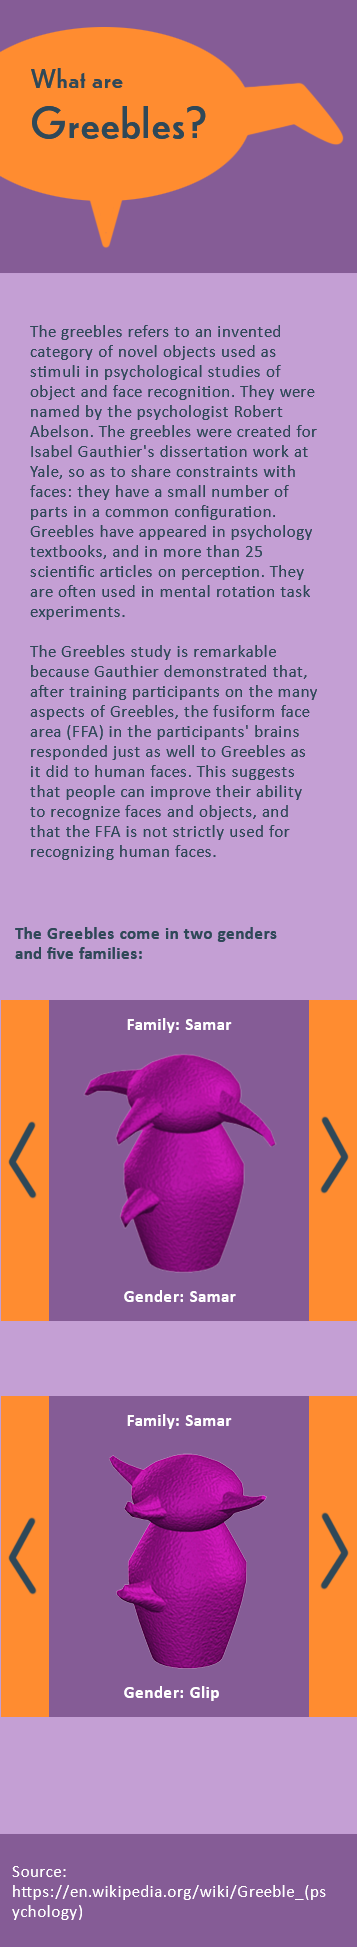 What are
Greebles?
The greebles refers to an invented
category of novel objects used as
stimuli in psychological studies of
object and face recognition. They were
named by the psychologist Robert
Abelson. The greebles were created for
Isabel Gauthier's dissertation work at
Yale, so as to share constraints with
faces: they have a small number of
parts in a common configuration.
Greebles have appeared in psychology
textbooks, and in more than 25
scientific articles on perception. They
are often used in mental rotation task
experiments.
The Greebles study is remarkable
because Gauthier demonstrated that,
after training participants on the many
aspects of Greebles, the fusiform face
area (FFA) in the participants' brains
responded just as well to Greebles as
it did to human faces. This suggests
that people can improve their ability
to recognize faces and objects, and
that the FFA is not strictly used for
recognizing human faces.
The Greebles come in two genders
and five families:
Family: Samar
Gender: Samar
Family: Samar
Gender: Glip
Source:
https://en.wikipedia.org/wiki/Greeble_(ps
ychology)